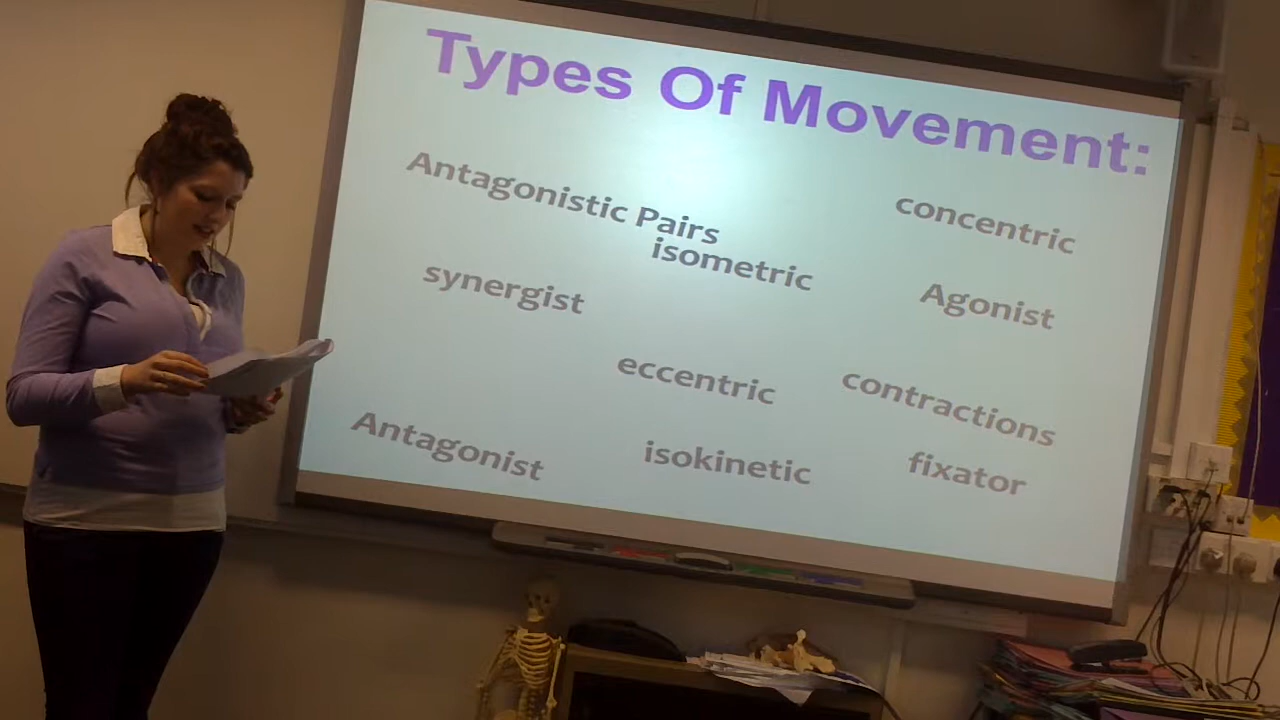 Types Of Movement:
Antagonistic Pairs
concentric
isometric
synergist
Agonist
eccentric
contractions
Antagonist
isokinetic
fixator